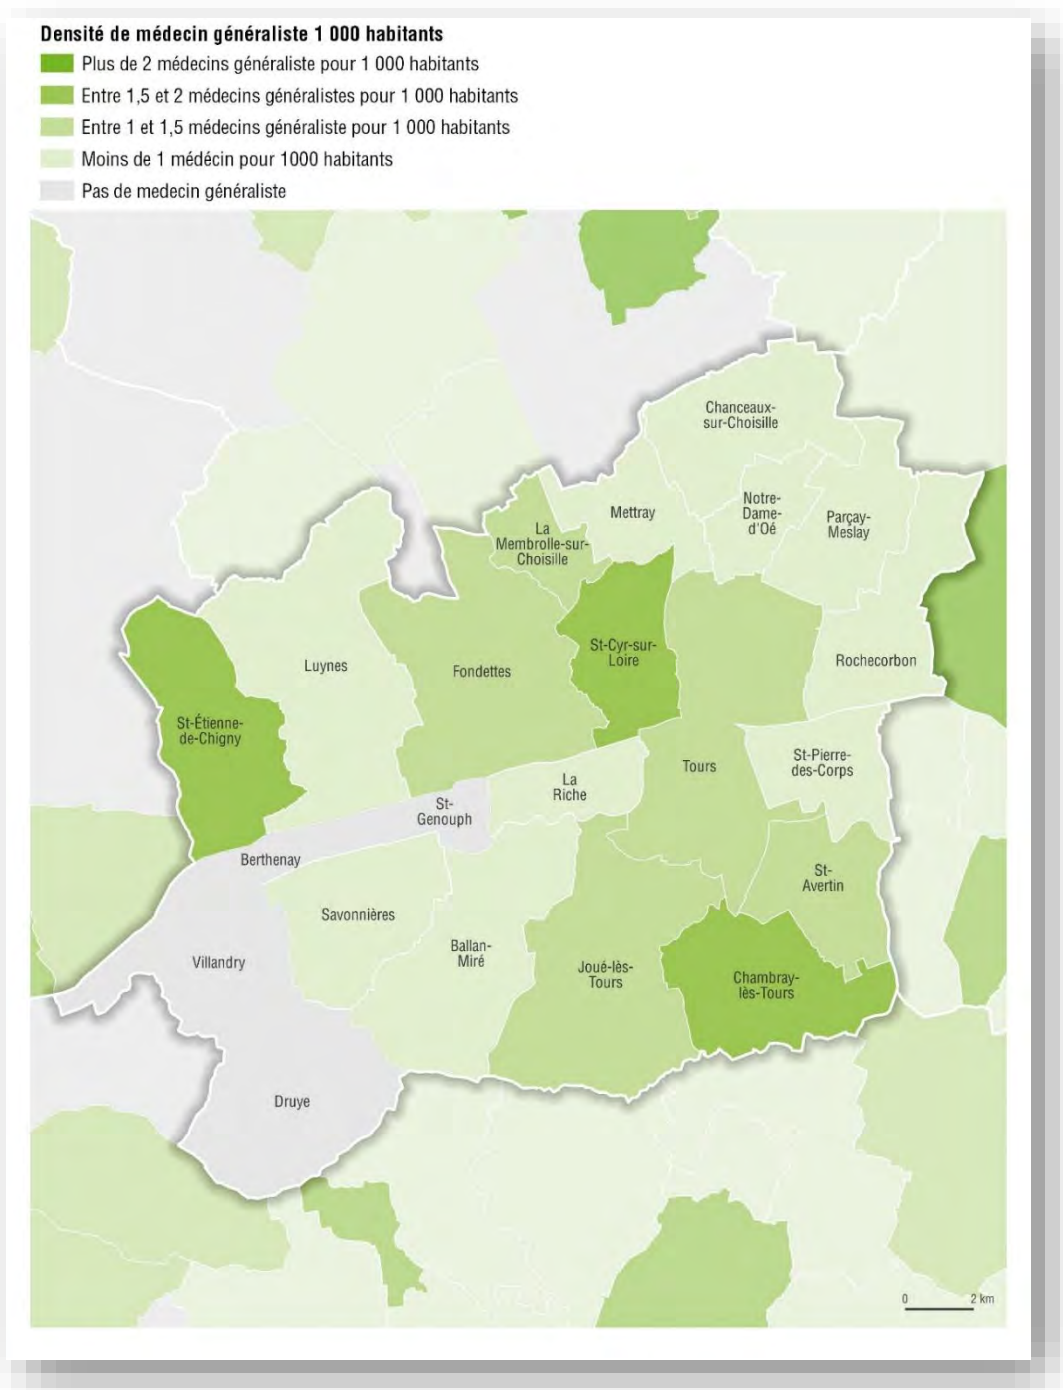 Densité de médecin généraliste 1 000 habitants
Plus de 2 médecins généraliste pour 1 000 habitants
Entre 1,5 et 2 médecins généralistes pour 1 000 habitants
Entre 1 et 1,5 médecins généraliste pour 1 000 habitants
Moins de 1 médécin pour 1000 habitants
Pas de medecin généraliste
Chanceaux-
sur-Choisille
Mettray
Notre-
Dame-
d'Oé
Parçay-
Meslay
La
Membrolle-sur-
Choisille
St-Cyr-sur-
Loire
Rochecorbon
Luynes
Fondettes
St-Étienne-
de-Chigny
Tours
St-Pierre-
des-Corps
La
Riche
St-
Genouph
Berthenay
St-
Avertin
Savonnières
Ballan-
Miré
Villandry
Joué-lès-
Tours
Chambray-
lès-Tours
Druye
0 2 km